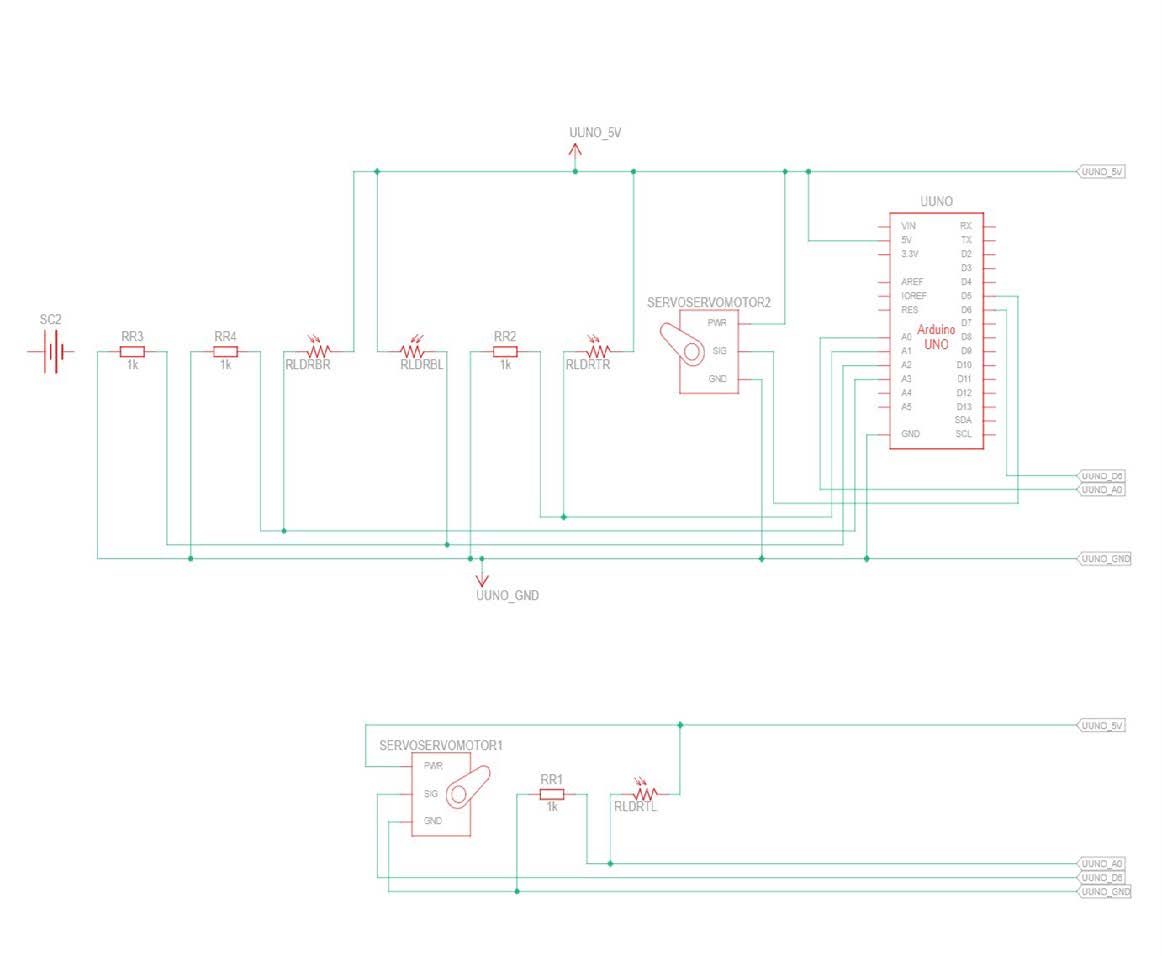 UUNO_5V
UUNO_5V
UUNO
VIN RX
5V TX
3.3V D2
D3
AREF D4
IOREF D5
RES D6
D7
A0 D8
A1 D9
A2 D10
A3 D11
A4 D12
A5 D13
SDA
GND SCL
Arduino
UNO
SERVOSERVOMOTOR2
PWR
SIG
GND
SC2
RR3
1k
RR4
1k
RLDRBR
RLDRBL
RR2
1k
RLDRTR
UUNO_D6
UUNO_A0
UUNO_GND
UUNO_GND
UUNO_5V
SERVOSERVOMOTOR1
PWR
SIG
GND
RR1
1k
RLDRTL
UUNO_A0
UUNO_D6
UUNO_GND